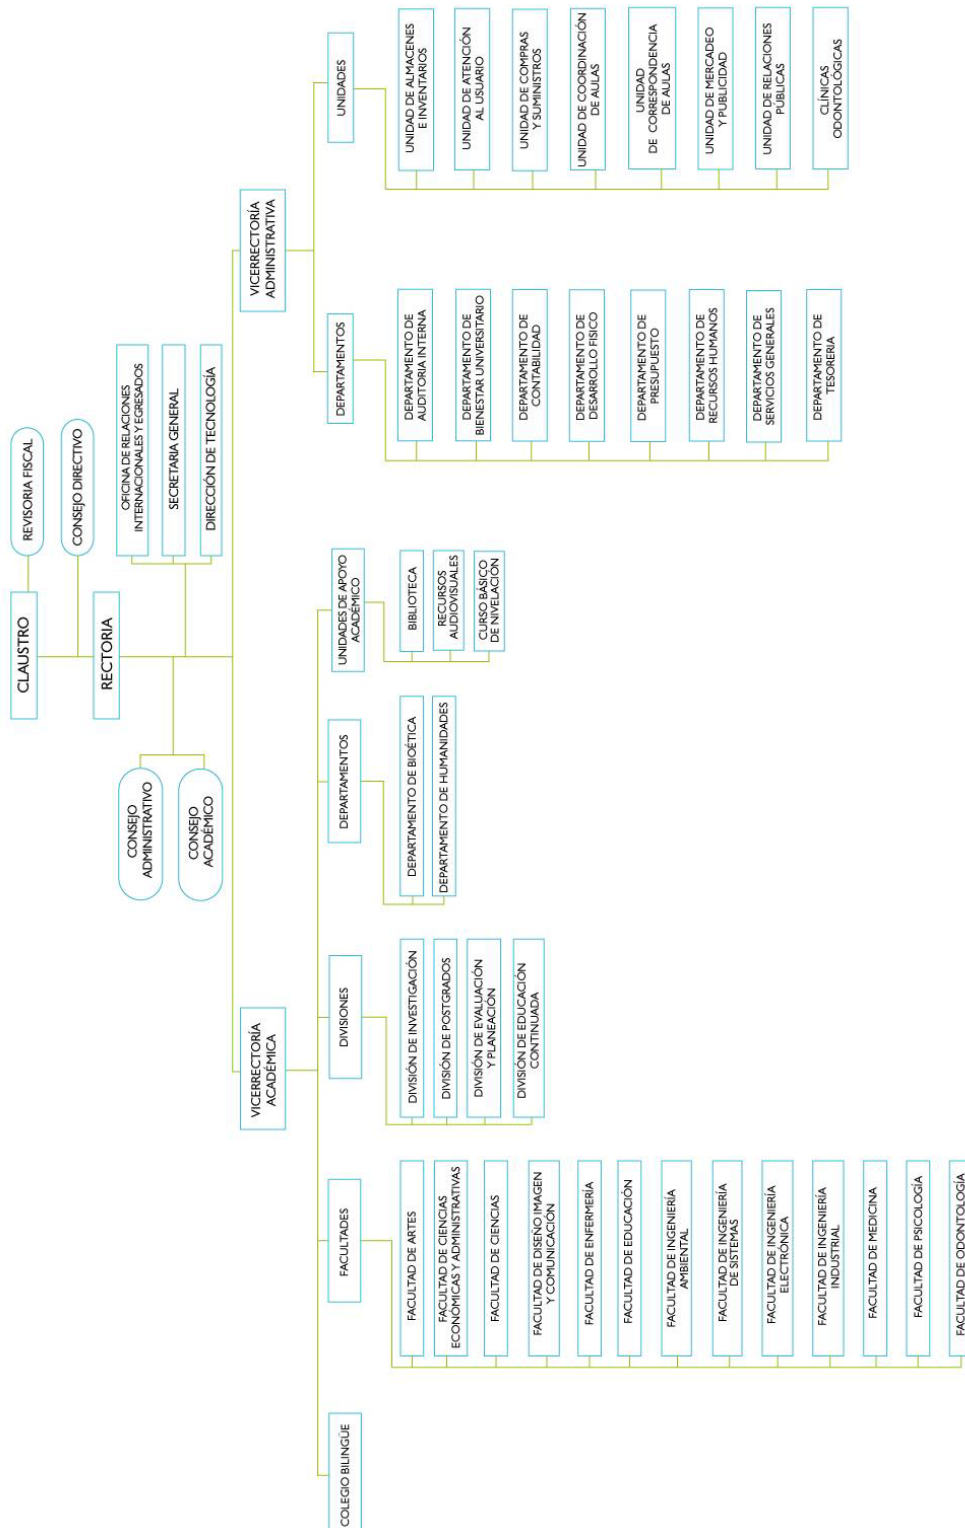 CLAUSTRO
REVISORIA FISCAL
CONSEJO DIRECTIVO
RECTORIA
OFICINA DE RELACIONES
INTERNACIONALES Y EGRESADOS
SECRETARIA GENERAL
DIRECCIÓN DE TECNOLOGÍA
CONSEJO
ADMINISTRATIVO
CONSEJO
ACADÉMICO
VICERRECTORÍA
ACADÉMICA
VICERRECTORÍA
ADMINISTRATIVA
COLEGIO BILINGÜE
FACULTADES
FACULTAD DE ARTES
FACULTAD DE CIENCIAS
ECONÓMICAS Y ADMINISTRATIVAS
FACULTAD DE CIENCIAS
FACULTAD DE DISEÑO IMAGEN
Y COMUNICACIÓN
FACULTAD DE ENFERMERÍA
FACULTAD DE EDUCACIÓN
FACULTAD DE INGENIERÍA
AMBIENTAL
FACULTAD DE INGENIERÍA
DE SISTEMAS
FACULTAD DE INGENIERÍA
ELECTRÓNICA
FACULTAD DE INGENIERÍA
INDUSTRIAL
FACULTAD DE MEDICINA
FACULTAD DE PSICOLOGÍA
FACULTAD DE ODONTOLOGÍA
DIVISIONES
DIVISIÓN DE INVESTIGACIÓN
DIVISIÓN DE POSTGRADOS
DIVISIÓN DE EVALUACIÓN
Y PLANEACIÓN
DIVISIÓN DE EDUCACIÓN
CONTINUADA
DEPARTAMENTOS
DEPARTAMENTO DE BIOÉTICA
DEPARTAMENTO DE HUMANIDADES
UNIDADES DE APOYO
ACADÉMICO
BIBLIOTECA
RECURSOS
AUDIOVISUALES
CURSO BÁSICO
DE NIVELACIÓN
DEPARTAMENTOS
DEPARTAMENTO DE
AUDITORIA INTERNA
DEPARTAMENTO DE
BIENESTAR UNIVERSITARIO
DEPARTAMENTO DE
CONTABILIDAD
DEPARTAMENTO DE
DESARROLLO FISICO
DEPARTAMENTO DE
PRESUPUESTO
DEPARTAMENTO DE
RECURSOS HUMANOS
DEPARTAMENTO DE
SERVICIOS GENERALES
DEPARTAMENTO DE
TESORERIA
UNIDADES
UNIDAD DE ALMACENES
E INVENTARIOS
UNIDAD DE ATENCIÓN
AL USUARIO
UNIDAD DE COMPRAS
Y SUMINISTROS
UNIDAD DE COORDINACIÓN
DE AULAS
UNIDAD
DE CORRESPONDENCIA
DE AULAS
UNIDAD DE MERCADEO
Y PUBLICIDAD
UNIDAD DE RELACIONES
PÚBLICAS
CLÍNICAS
ODONTOLÓGICAS